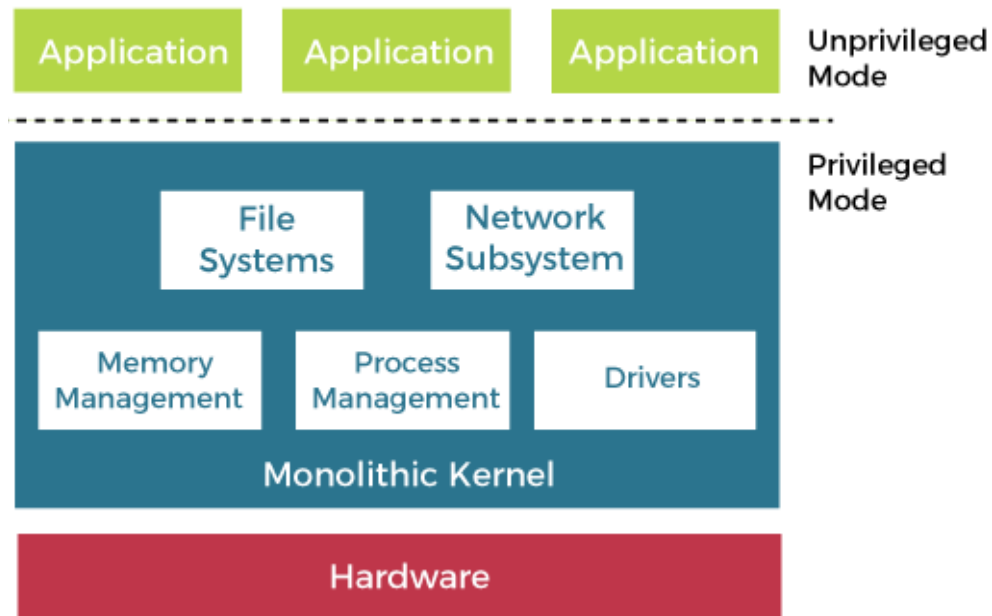 Application Application Application Unprivileged
Mode
Privileged
Mode
File
Systems
Network
Subsystem
Memory
Management
Process
Management
Drivers
Monolithic Kernel
Hardware